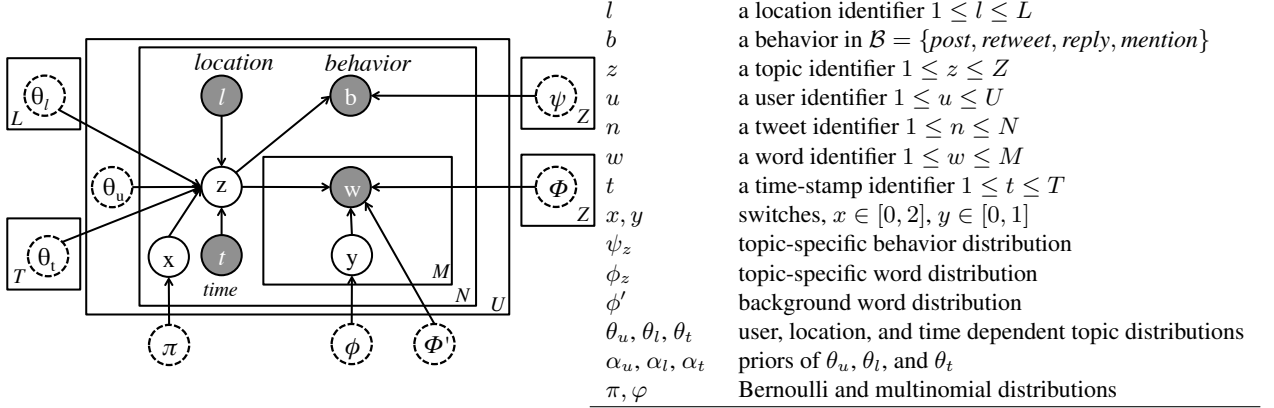 location behavior
θl L
l
b
ψ Z
θu
z
w
Φ Z
θt T
x
t
time
y
M
N
U
π
ϕ
Φ'
l a location identifier 1 ≤ l ≤ L
b a behavior in ℬ = {post, retweet, reply, mention}
z a topic identifier 1 ≤ z ≤ Z
u a user identifier 1 ≤ u ≤ U
n a tweet identifier 1 ≤ n ≤ N
w a word identifier 1 ≤ w ≤ M
t a time-stamp identifier 1 ≤ t ≤ T
x, y switches, x ∈ [0, 2], y ∈ [0, 1]
ψz topic-specific behavior distribution
ϕz topic-specific word distribution
ϕ′ background word distribution
θu, θl, θt user, location, and time dependent topic distributions
αu, αl, αt priors of θu, θl, and θt
π, φ Bernoulli and multinomial distributions